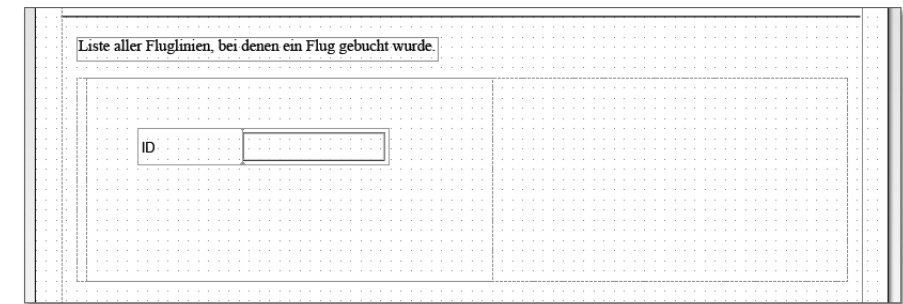 Liste aller Fluglinien, bei denen ein Flug gebucht wurde.
ID